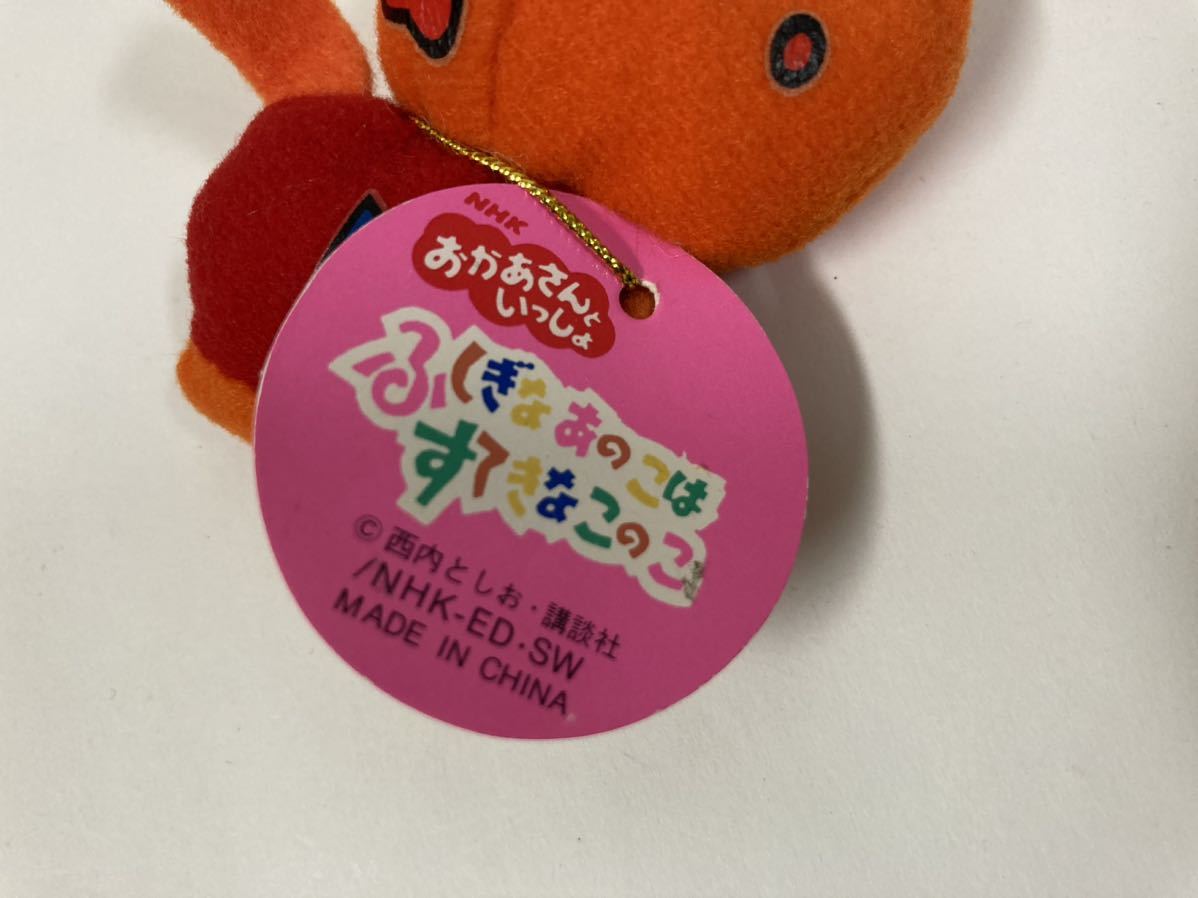 NHK
おかあさんと
いっしょ
ふしぎなあのこは
すてきなこのこ
©西内としお・講談社
/NHK-ED・SW
MADE IN CHINA